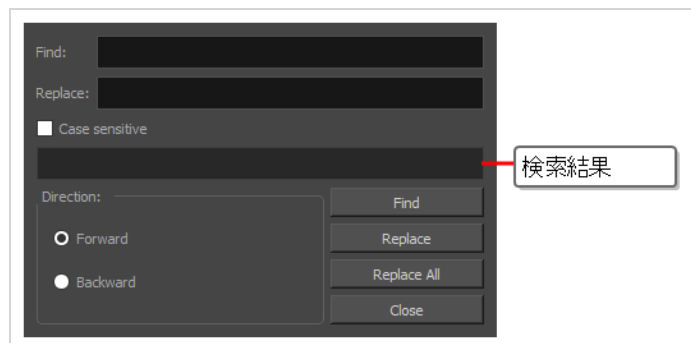 Find:
Replace:
Case sensitive
検索結果
Direction:
Find
Forward
Replace
Replace All
Backward
Close